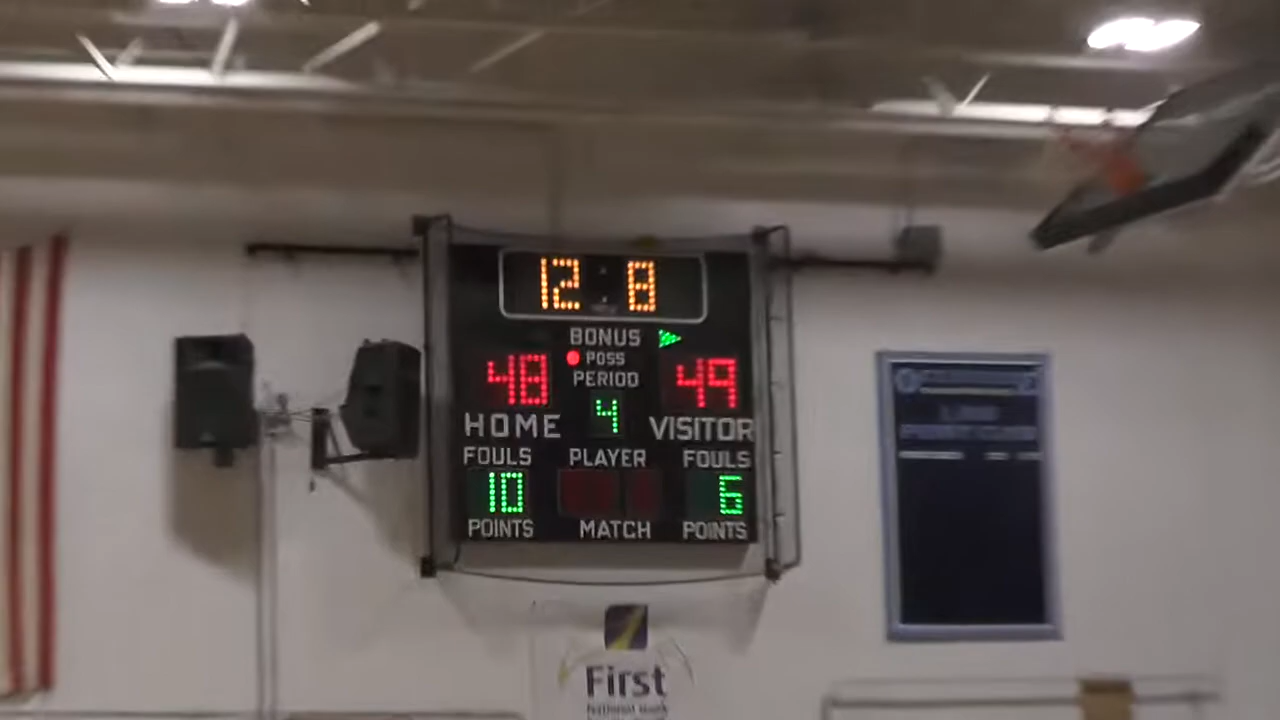 12 8
BONUS
48 POSS 49
PERIOD
4
HOME VISITOR
FOULS PLAYER FOULS
10 6
POINTS MATCH POINTS
First